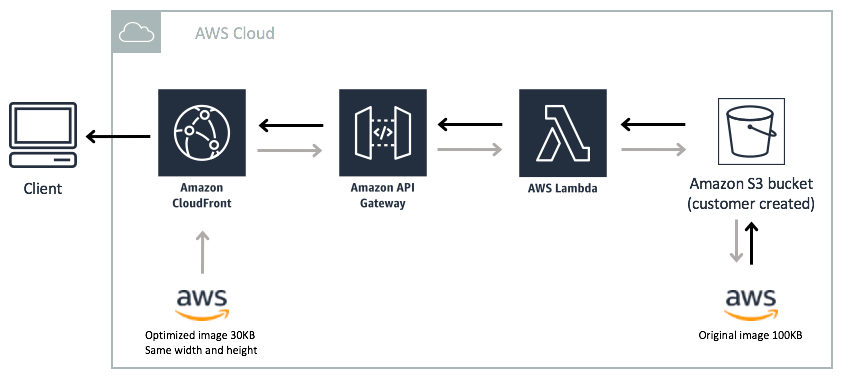 AWS Cloud
Client
Amazon
CloudFront
Amazon API
Gateway
AWS Lambda
Amazon S3 bucket
(customer created)
aws
Optimized image 30KB
Same width and height
aws
Original image 100KB